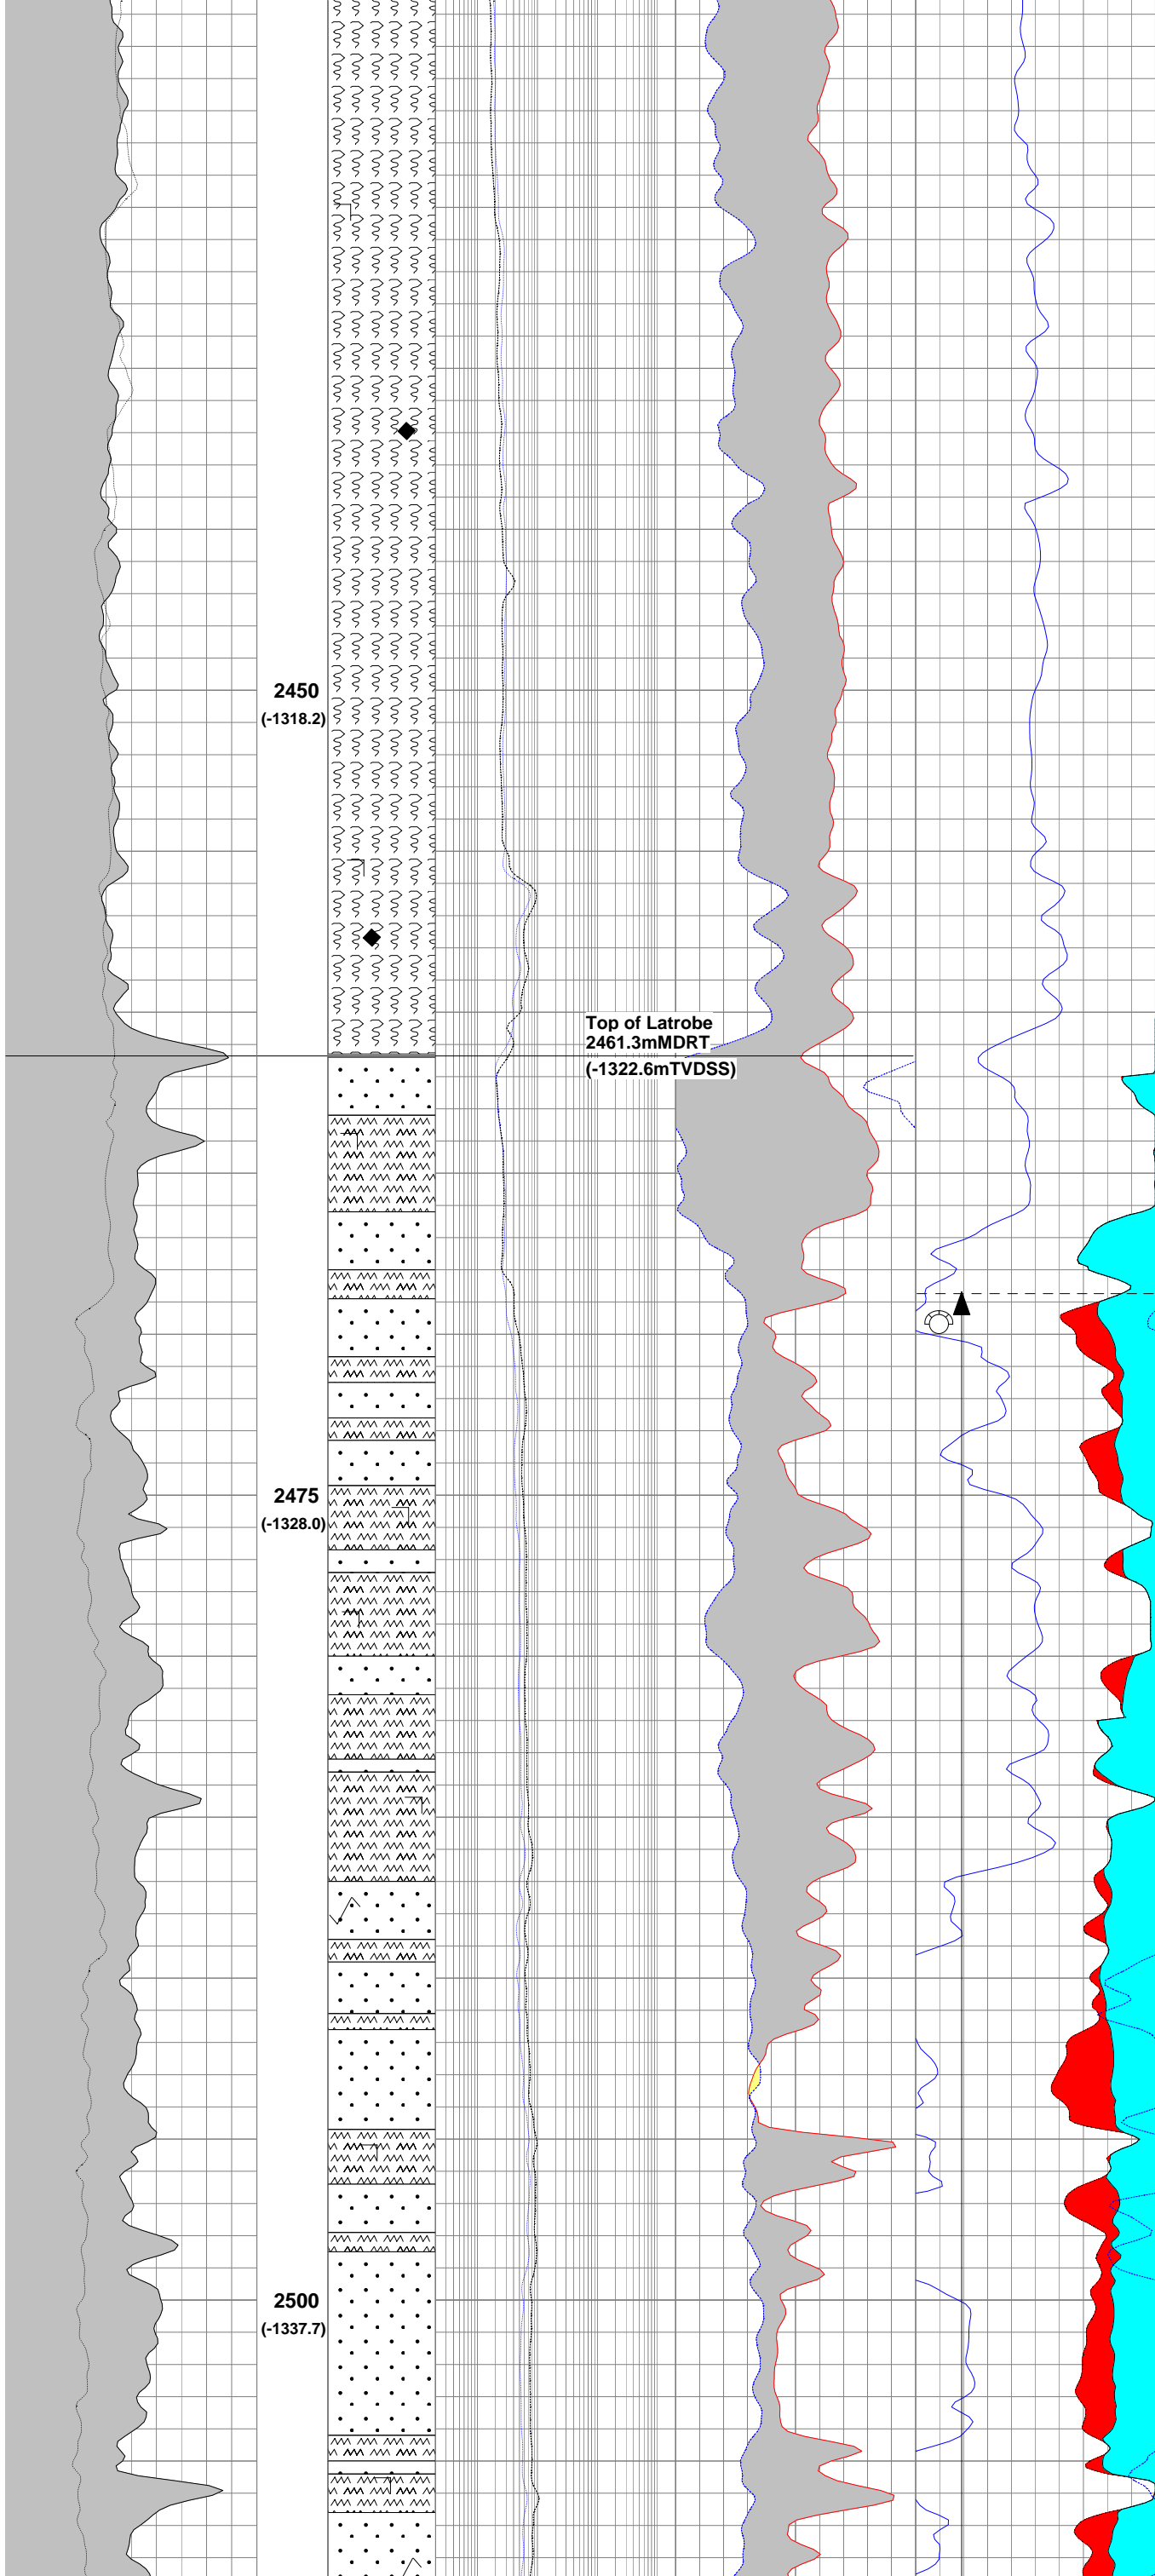 2450
(-1318.2)
Top of Latrobe
2461.3mMDRT
(-1322.6mTVDSS)
2475
(-1328.0)
2500
(-1337.7)